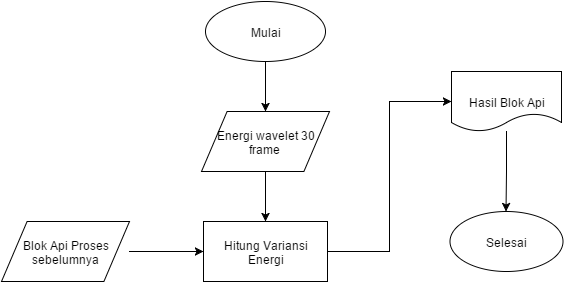 Mulai
Energi wavelet 30
frame
Blok Api Proses
sebelumnya
Hitung Variansi
Energi
Hasil Blok Api
Selesai